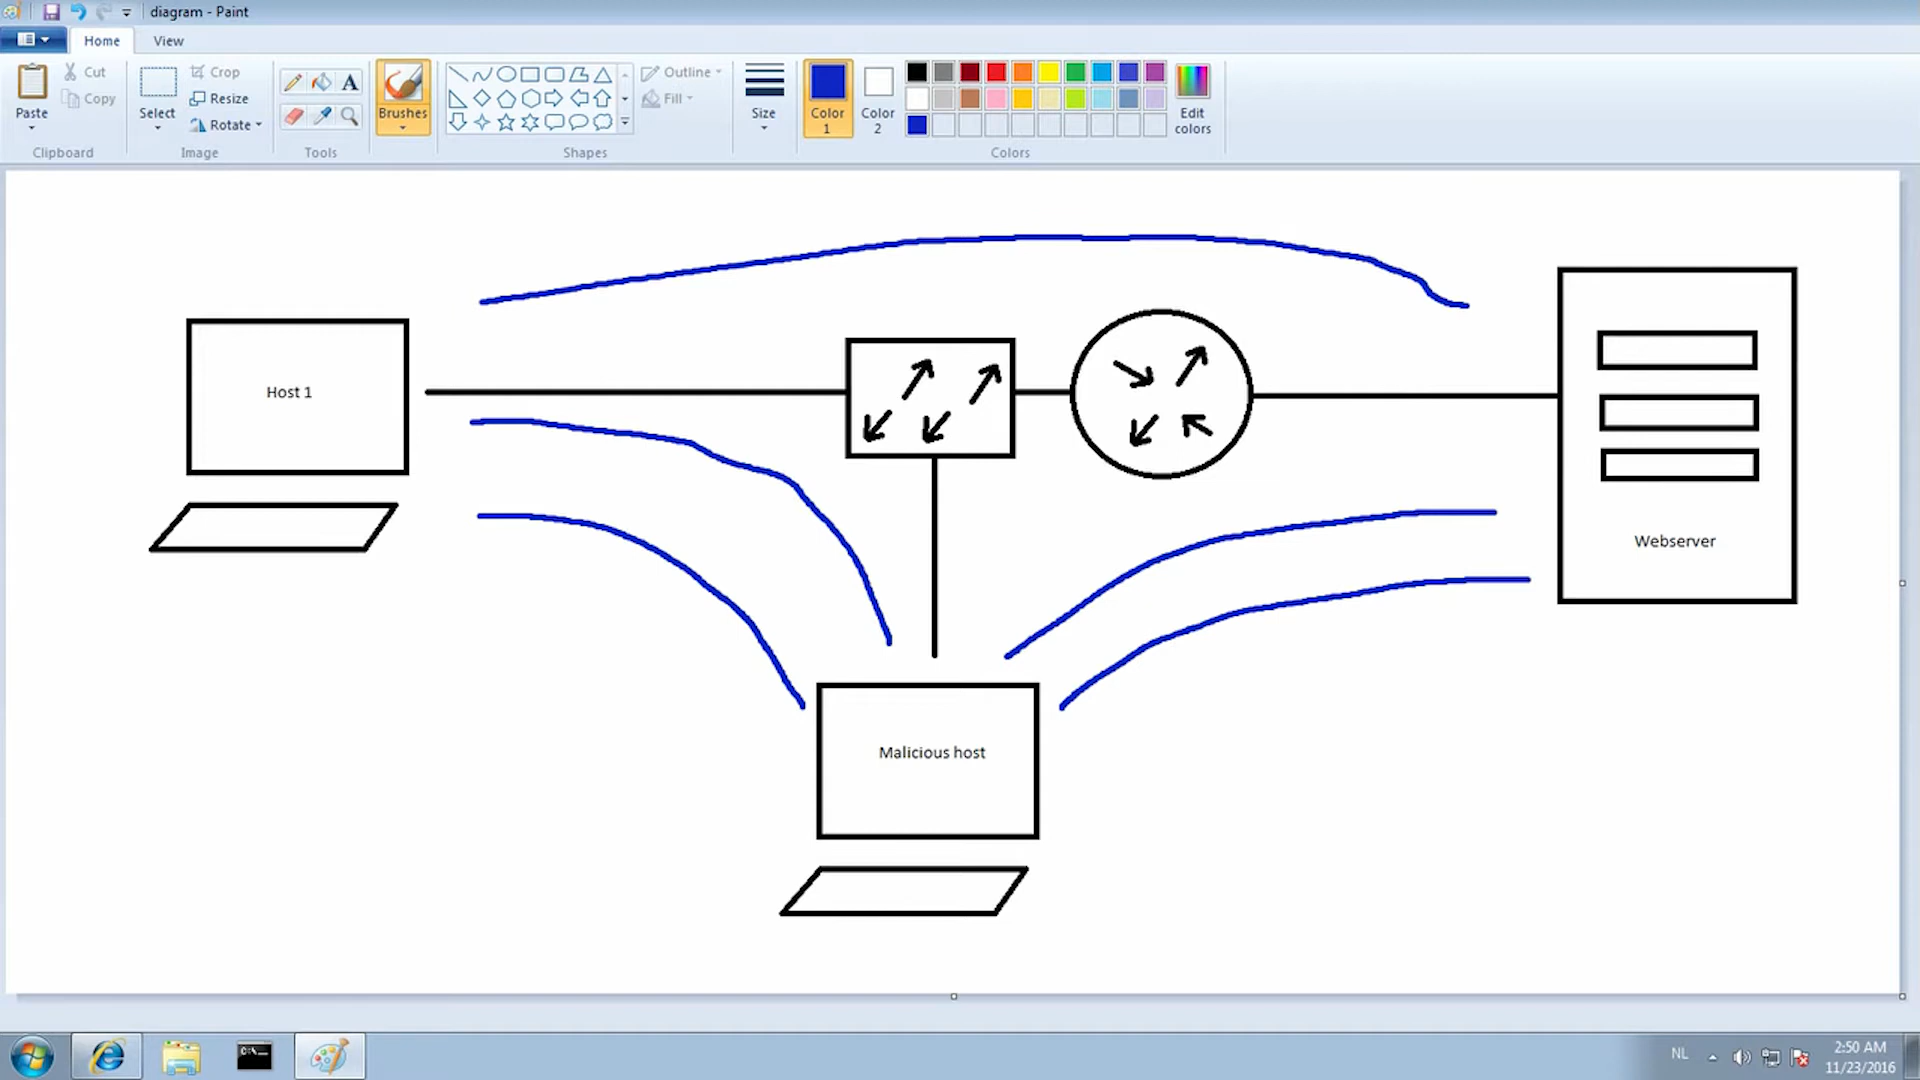 diagram - Paint
Home
View
Paste
Cut
Copy
Clipboard
Select
Crop
Resize
Rotate
Image
A
Tools
Brushes
Outline
Fill
Shapes
Size
Color
1
Color
2
Edit
colors
Colors
Host 1
Webserver
Malicious host
C:\
NL
2:50 AM
11/23/2016